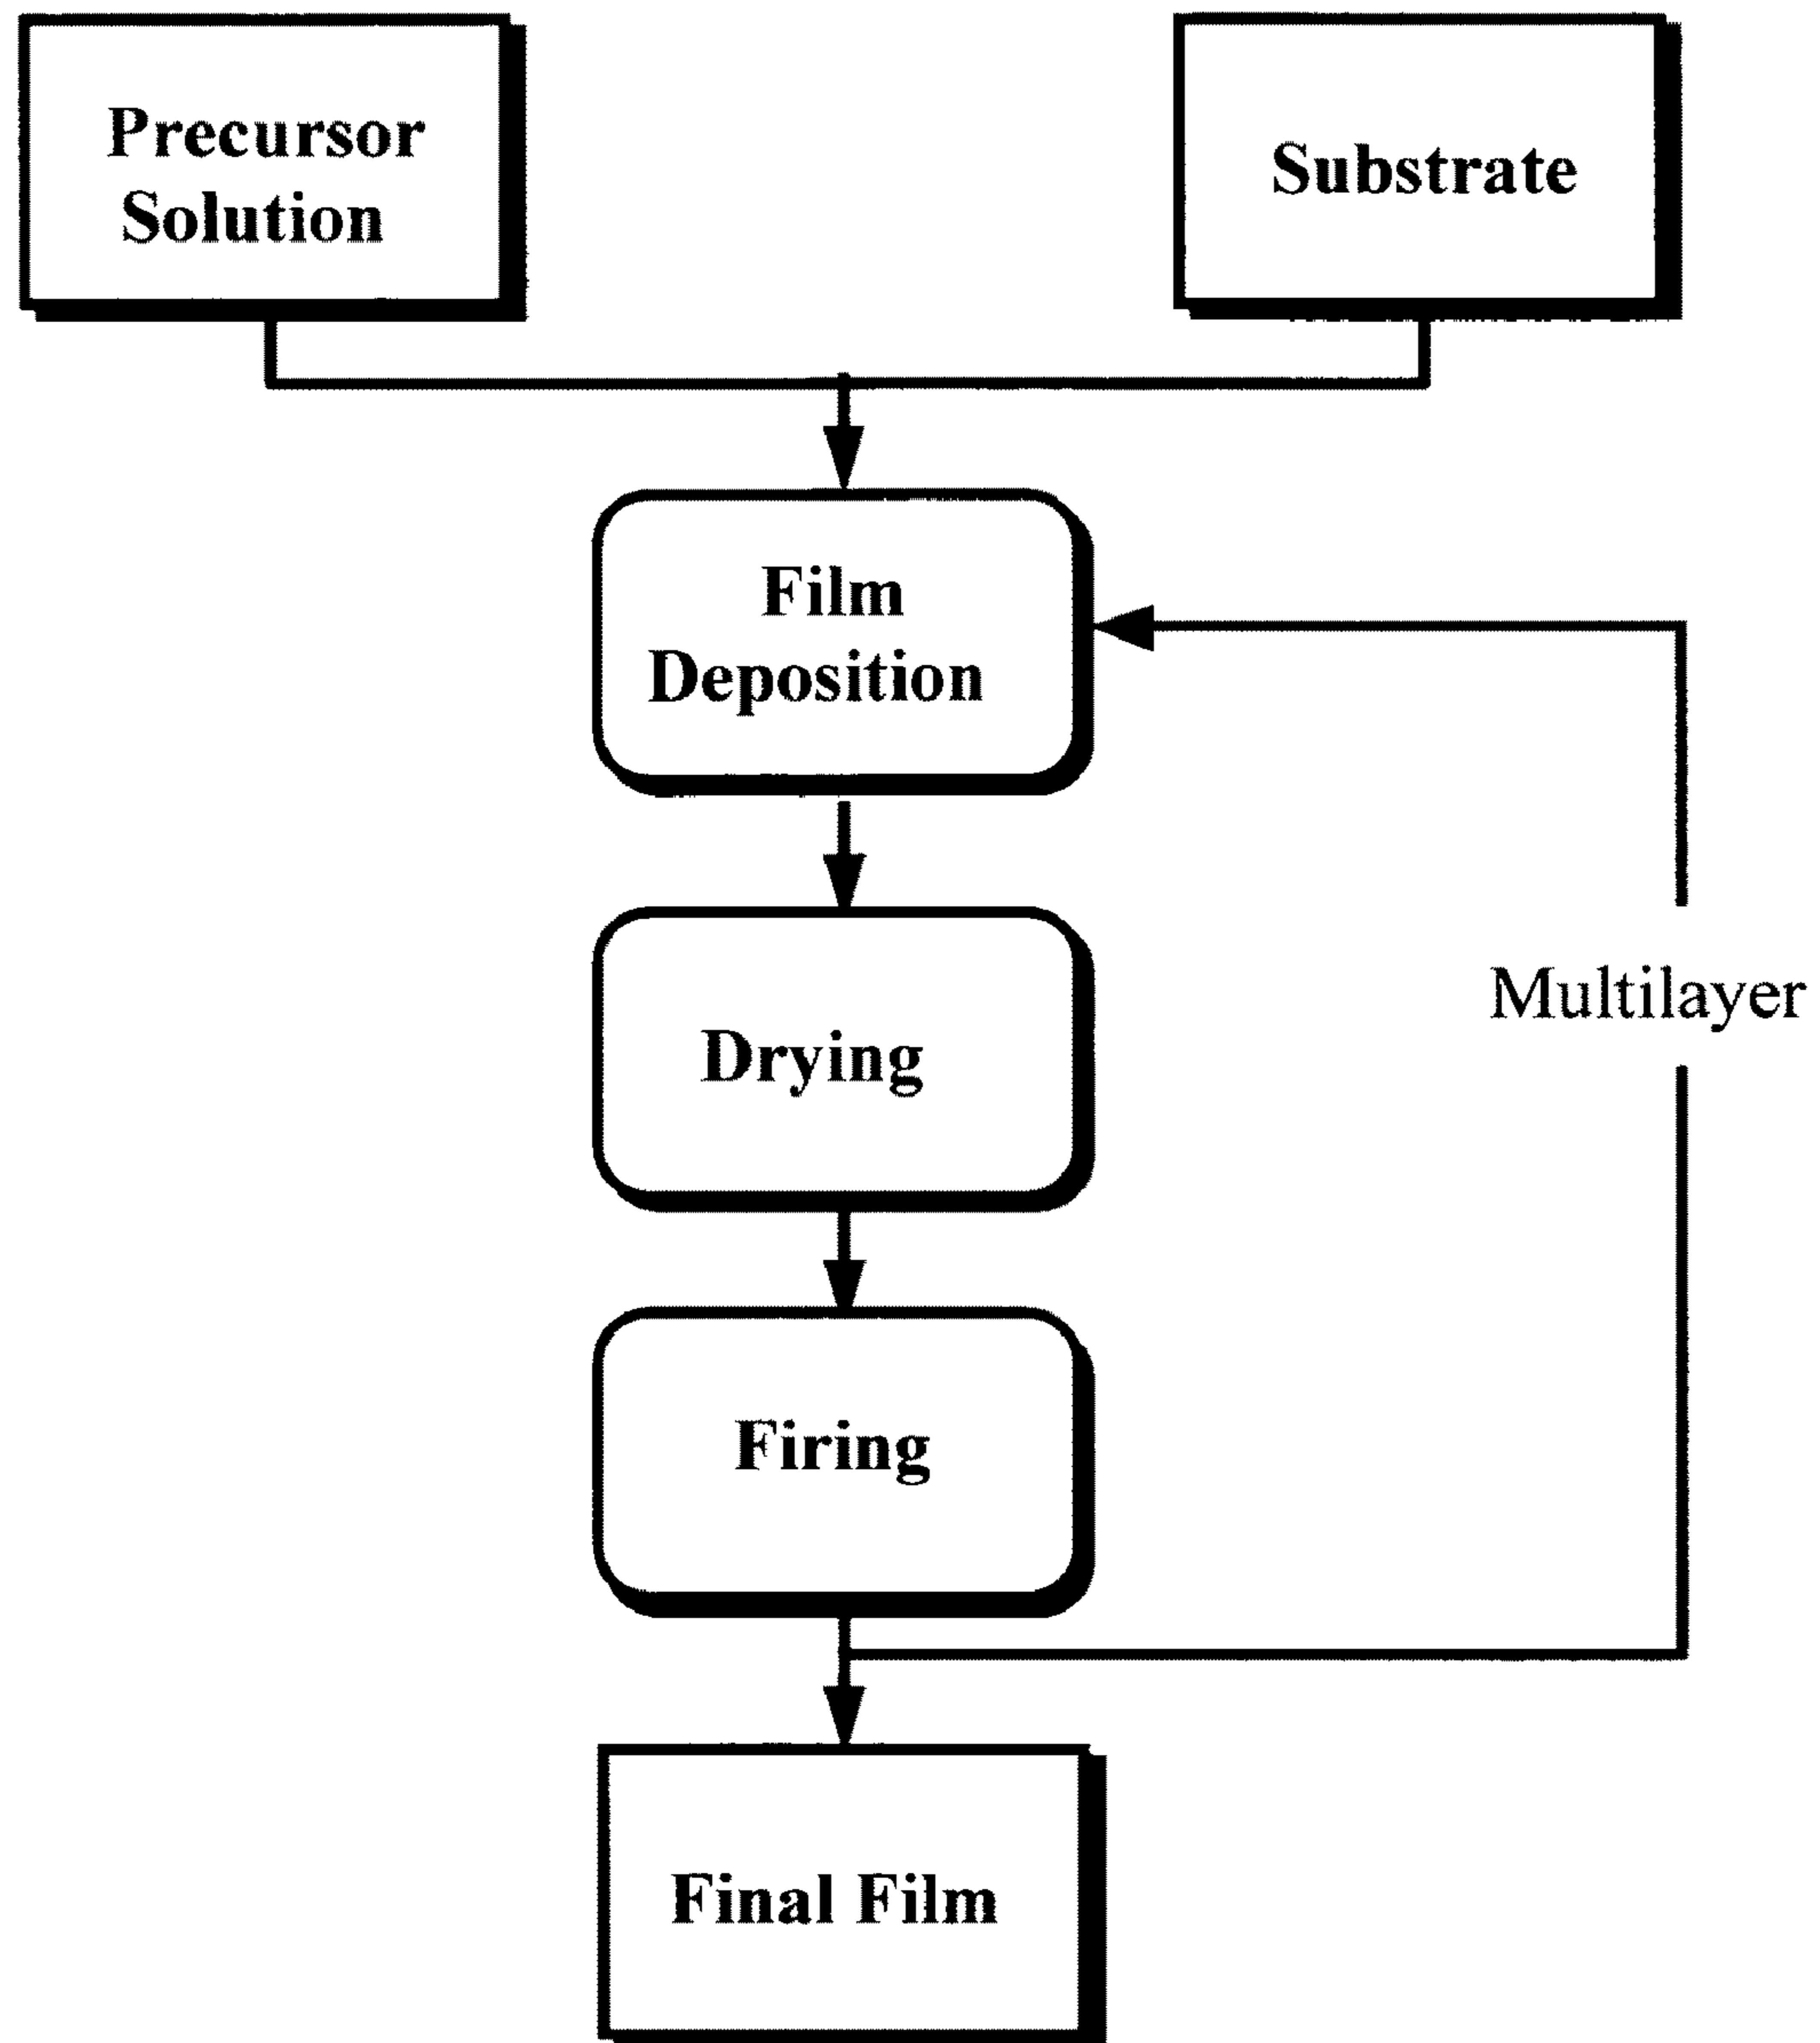 Precursor
Solution
Substrate
Film
Deposition
Multilayer
Drying
Firing
Final Film